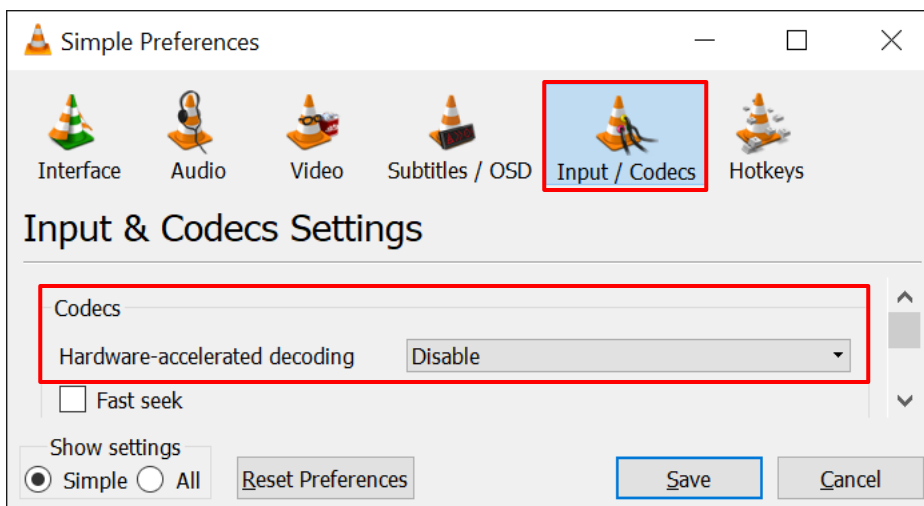 Simple Preferences
Interface Audio Video Subtitles / OSD Input / Codecs Hotkeys
Input & Codecs Settings
Codecs
Hardware-accelerated decoding Disable
Fast seek
Show settings
Simple All Reset Preferences Save Cancel